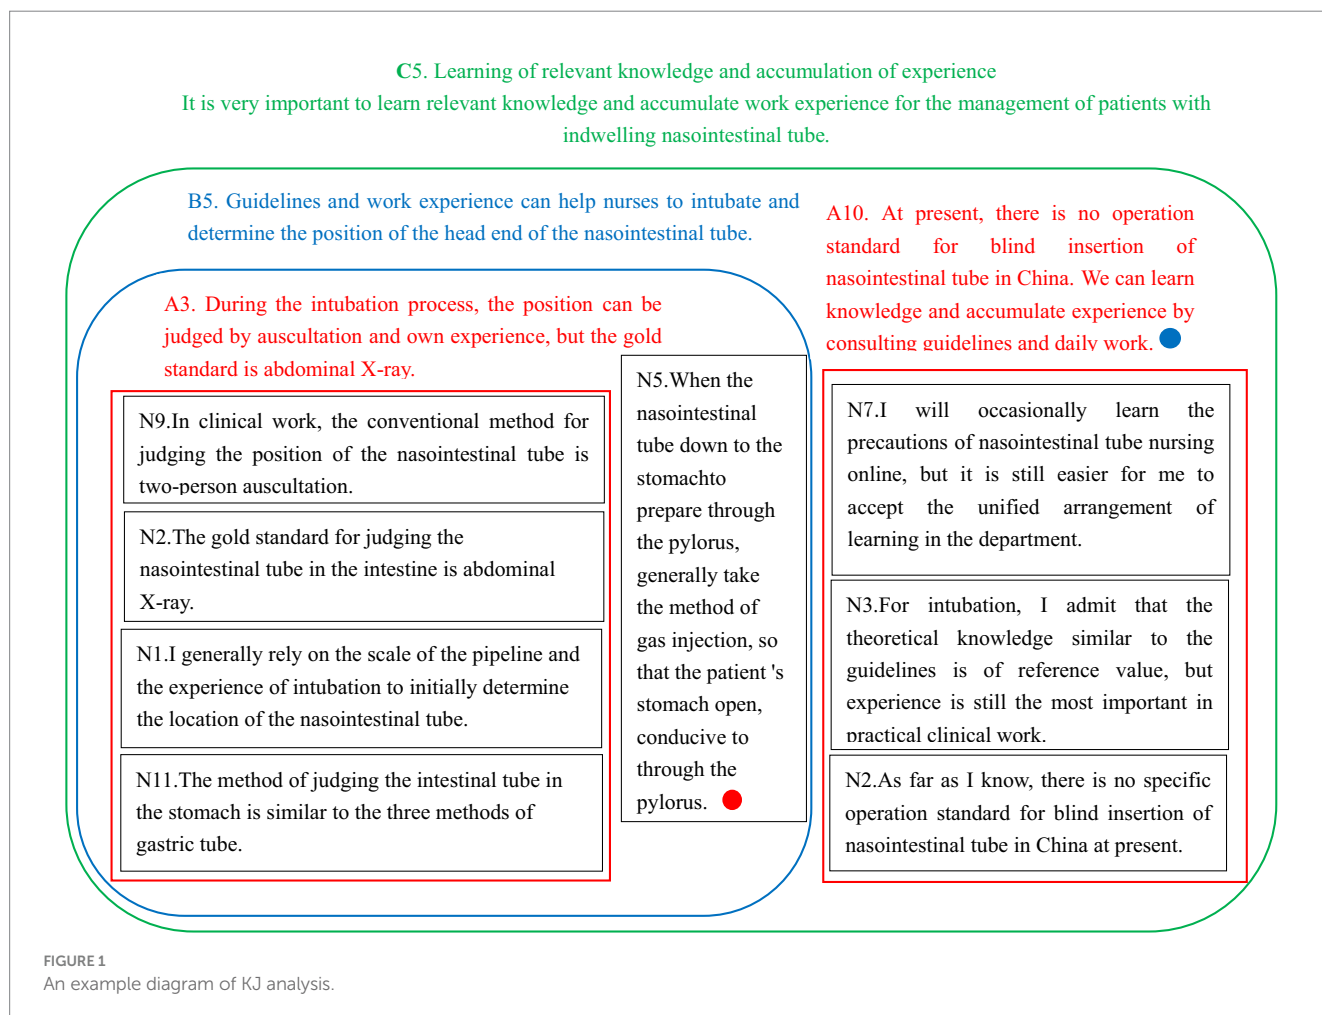 C5. Learning of relevant knowledge and accumulation of experience
It is very important to learn relevant knowledge and accumulate work experience for the management of patients with
indwelling nasointestinal tube.
B5. Guidelines and work experience can help nurses to intubate and
determine the position of the head end of the nasointestinal tube.
A3. During the intubation process, the position can be
judged by auscultation and own experience, but the gold
standard is abdominal X-ray.
N9.In clinical work, the conventional method for
judging the position of the nasointestinal tube is
two-person auscultation.
N2.The gold standard for judging the
nasointestinal tube in the intestine is abdominal
X-ray.
N1.I generally rely on the scale of the pipeline and
the experience of intubation to initially determine
the location of the nasointestinal tube.
N11.The method of judging the intestinal tube in
the stomach is similar to the three methods of
gastric tube.
N5.When the
nasointestinal
tube down to the
stomachto
prepare through
the pylorus,
generally take
the method of
gas injection, so
that the patient 's
stomach open,
conducive to
through the
pylorus.
A10. At present, there is no operation
standard for blind insertion of
nasointestinal tube in China. We can learn
knowledge and accumulate experience by
consulting guidelines and daily work.
N7.I will occasionally learn the
precautions of nasointestinal tube nursing
online, but it is still easier for me to
accept the unified arrangement of
learning in the department.
N3.For intubation, I admit that the
theoretical knowledge similar to the
guidelines is of reference value, but
experience is still the most important in
practical clinical work.
N2.As far as I know, there is no specific
operation standard for blind insertion of
nasointestinal tube in China at present.
FIGURE 1
An example diagram of KJ analysis.